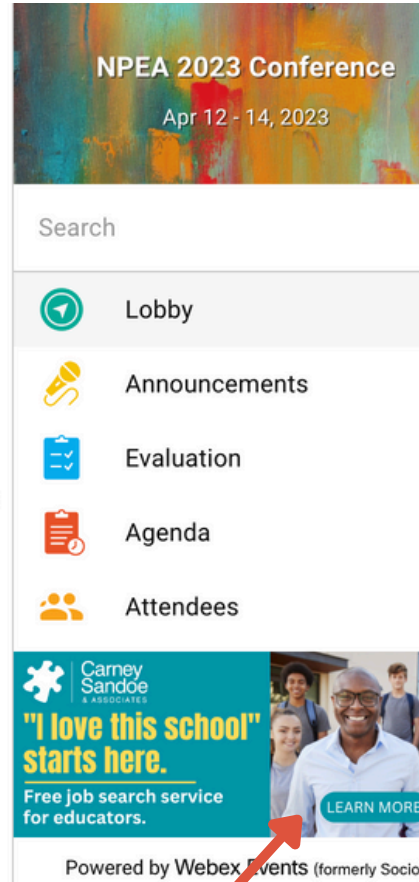 NPEA 2023 Conference
Apr 12 - 14, 2023
Search
Lobby
Announcements
Evaluation
Agenda
Attendees
Carney
Sandoe
& ASSOCIATES
"I love this school"
starts here.
Free job search service
for educators.
LEARN MORE
Powered by Webex Events (formerly Socio